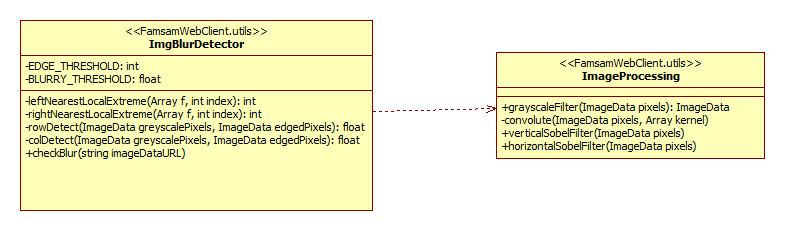 <<FamsamWebClient.utils>>
ImgBlurDetector
-EDGE_THRESHOLD: int
-BLURRY_THRESHOLD: float
-leftNearestLocalExtreme(Array f, int index): int
-rightNearestLocalExtreme(Array f, int index): int
-rowDetect(ImageData greyscalePixels, ImageData edgedPixels): float
-colDetect(ImageData greyscalePixels, ImageData edgedPixels): float
+checkBlur(string imageDataURL)
<<FamsamWebClient.utils>>
ImageProcessing
+grayscaleFilter(ImageData pixels): ImageData
-convolute(ImageData pixels, Array kernel)
+verticalSobelFilter(ImageData pixels)
+horizontalSobelFilter(ImageData pixels)